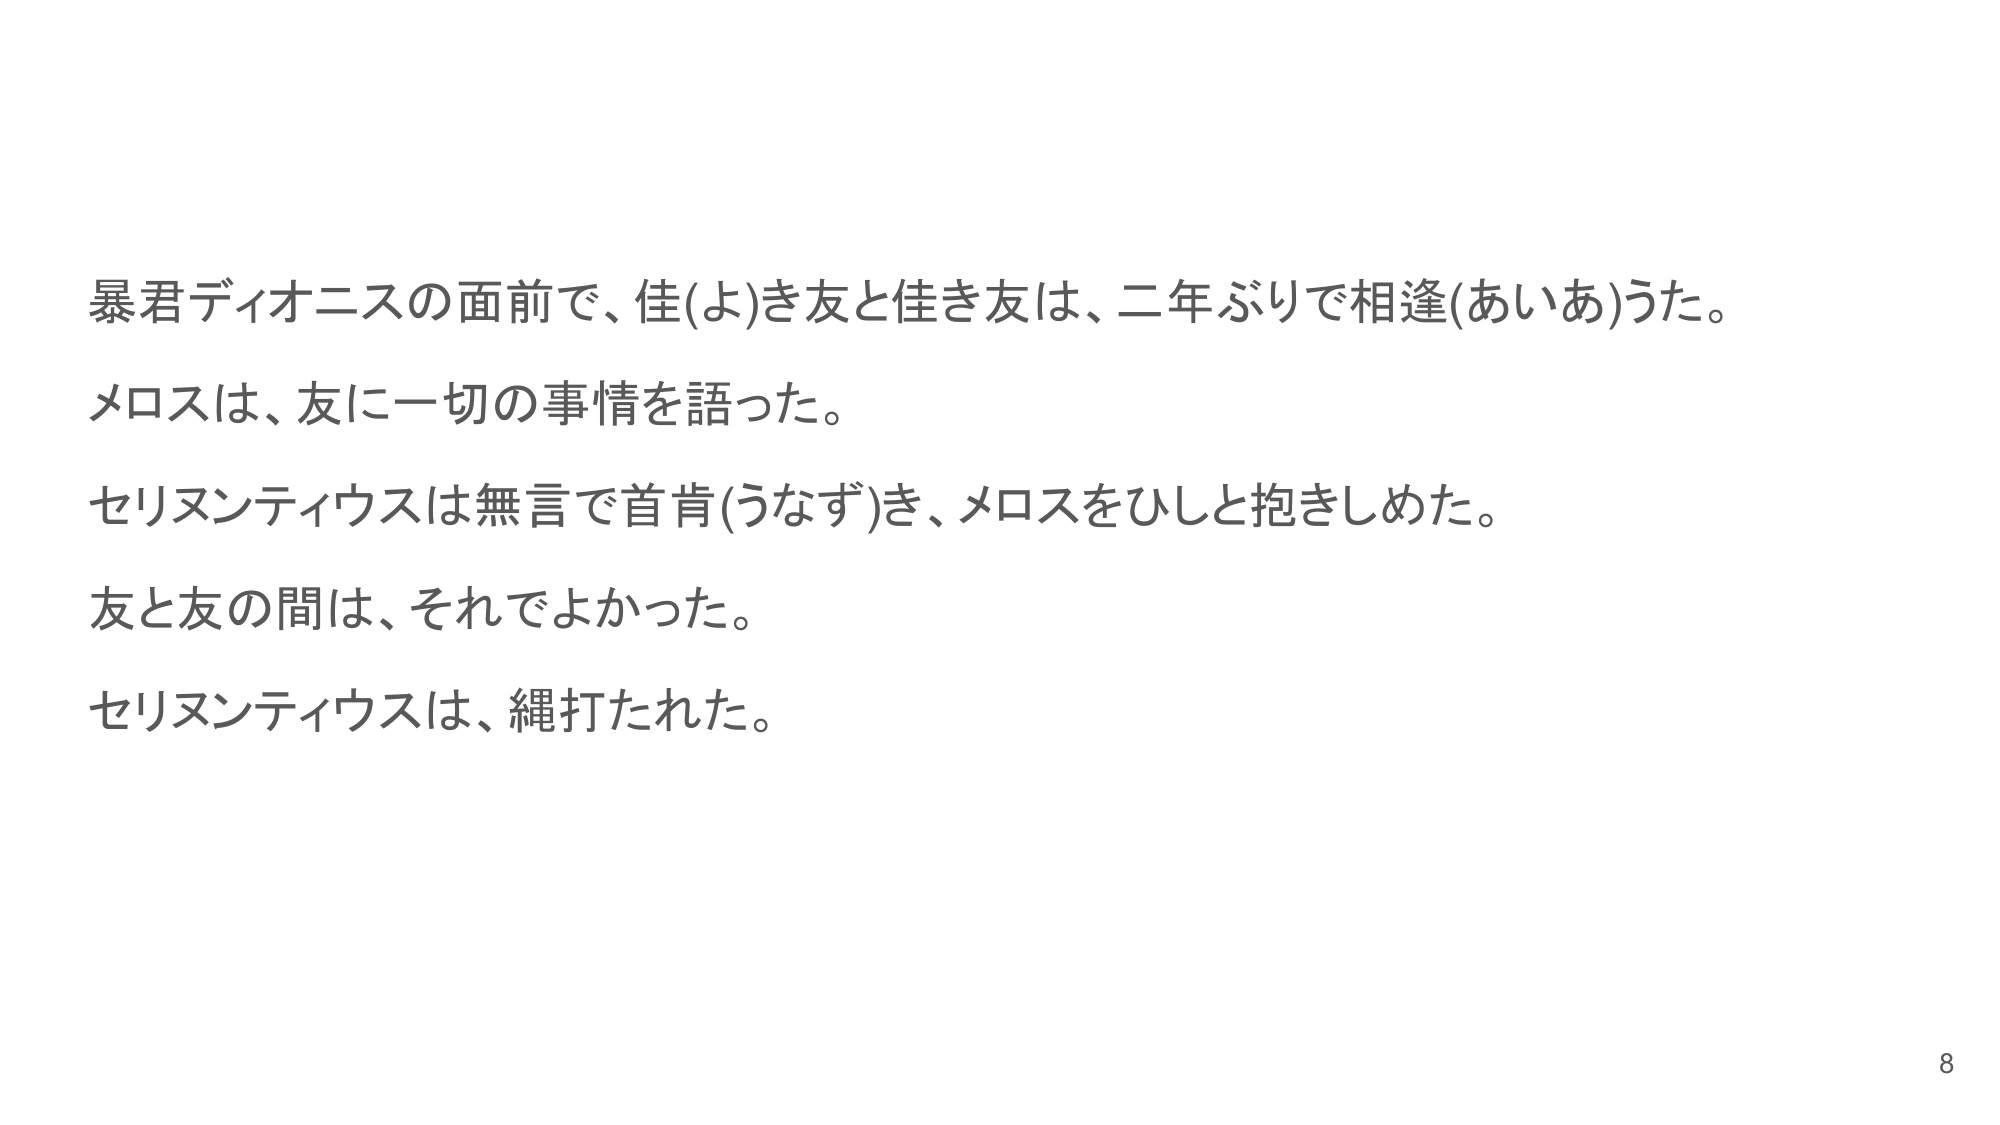 暴君ディオニスの面前で、佳(よ)き友と佳き友は、二年ぶりで相逢(あいあ)うた。
メロスは、友に一切の事情を語った。
セリヌンティウスは無言で首肯(うなず)き、メロスをひしと抱きしめた。
友と友の間は、それでよかった。
セリヌンティウスは、縄打たれた。
8